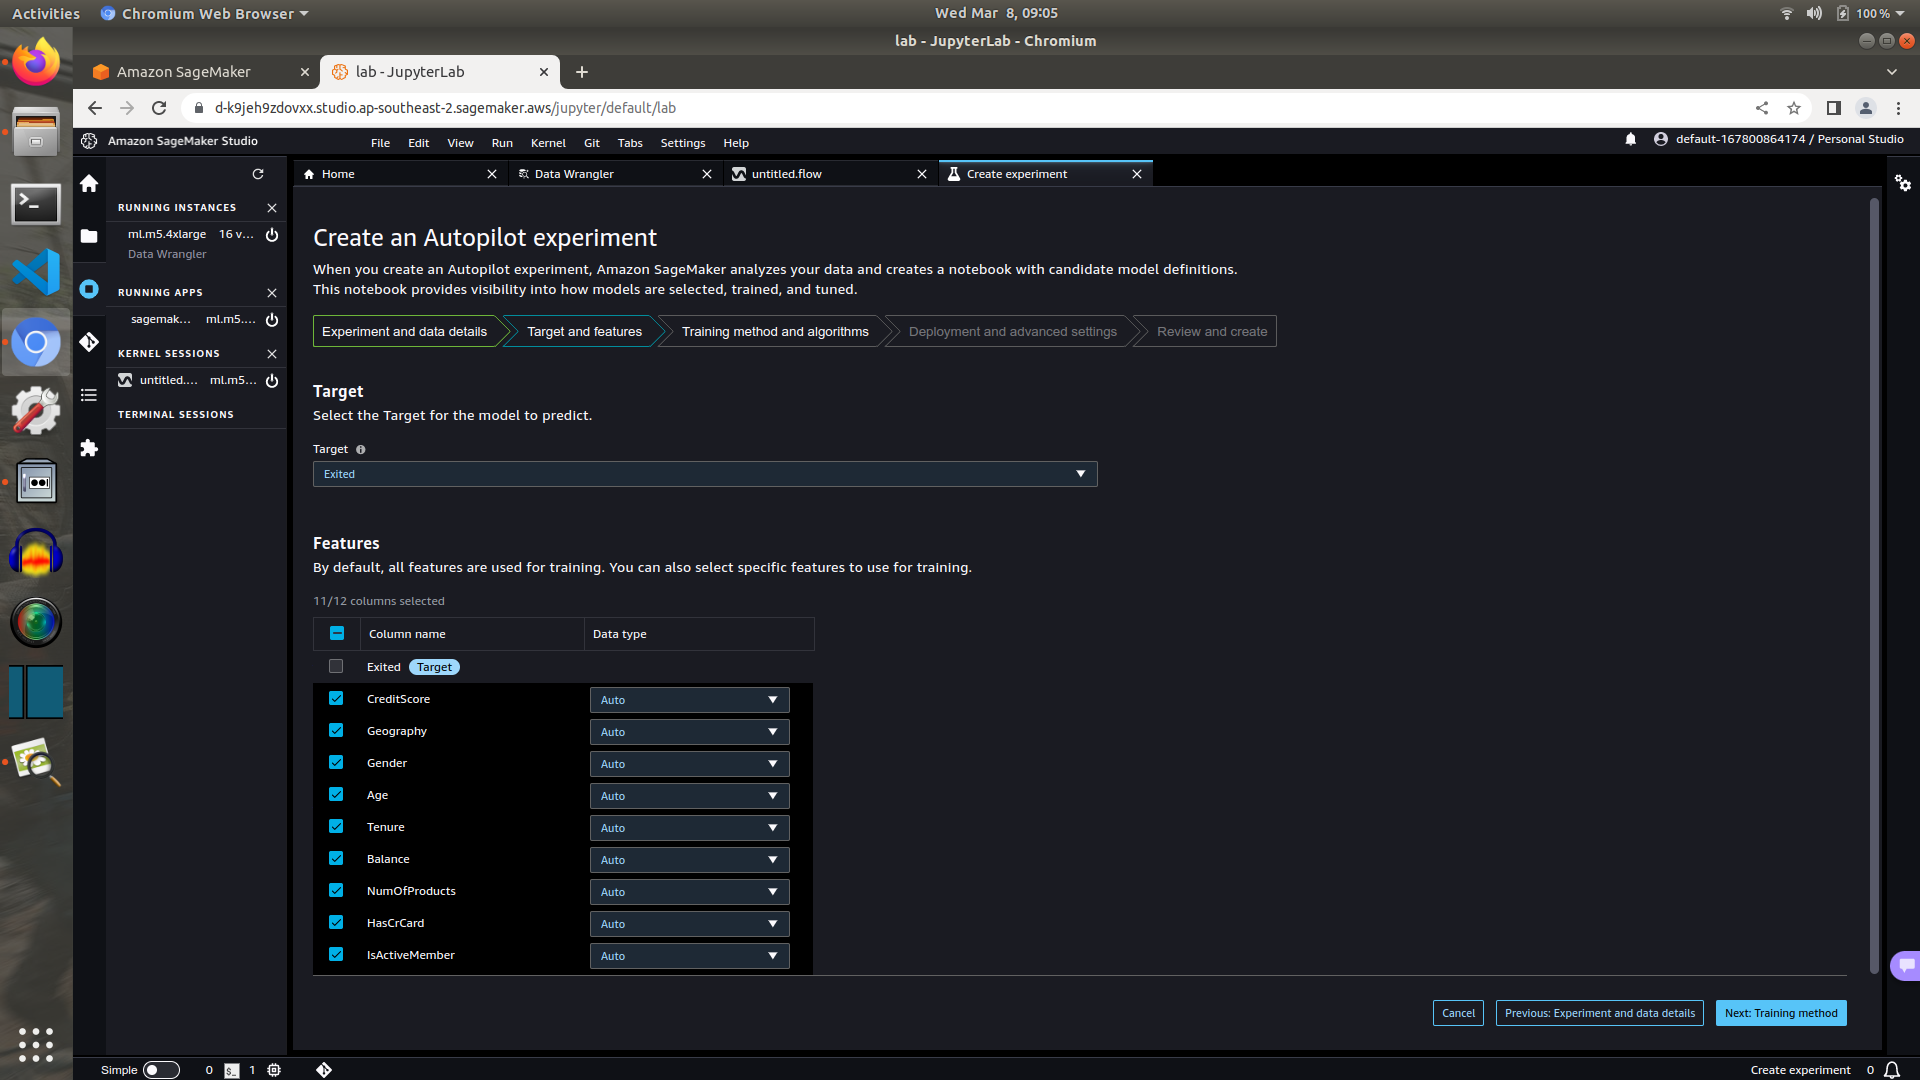 Activities
Chromium Web Browser
Wed Mar 8, 09:05
100 %
lab - JupyterLab - Chromium
Amazon SageMaker
lab - JupyterLab
d-k9jeh9zdovxx.studio.ap-southeast-2.sagemaker.aws/jupyter/default/lab
Amazon SageMaker Studio
File Edit View Run Kernel Git Tabs Settings Help
default-167800864174 / Personal Studio
Home
Data Wrangler
untitled.flow
Create experiment
RUNNING INSTANCES
ml.m5.4xlarge 16 v...
Data Wrangler
RUNNING APPS
sagemak... ml.m5....
KERNEL SESSIONS
untitled.... ml.m5...
TERMINAL SESSIONS
Create an Autopilot experiment
When you create an Autopilot experiment, Amazon SageMaker analyzes your data and creates a notebook with candidate model definitions.
This notebook provides visibility into how models are selected, trained, and tuned.
Experiment and data details
Target and features
Training method and algorithms
Deployment and advanced settings
Review and create
Target
Select the Target for the model to predict.
Target
Exited
Features
By default, all features are used for training. You can also select specific features to use for training.
11/12 columns selected
Column name Data type
Exited Target
CreditScore Auto
Geography Auto
Gender Auto
Age Auto
Tenure Auto
Balance Auto
NumOfProducts Auto
HasCrCard Auto
IsActiveMember Auto
Cancel
Previous: Experiment and data details
Next: Training method
Simple 0 $_ 1
Create experiment 0